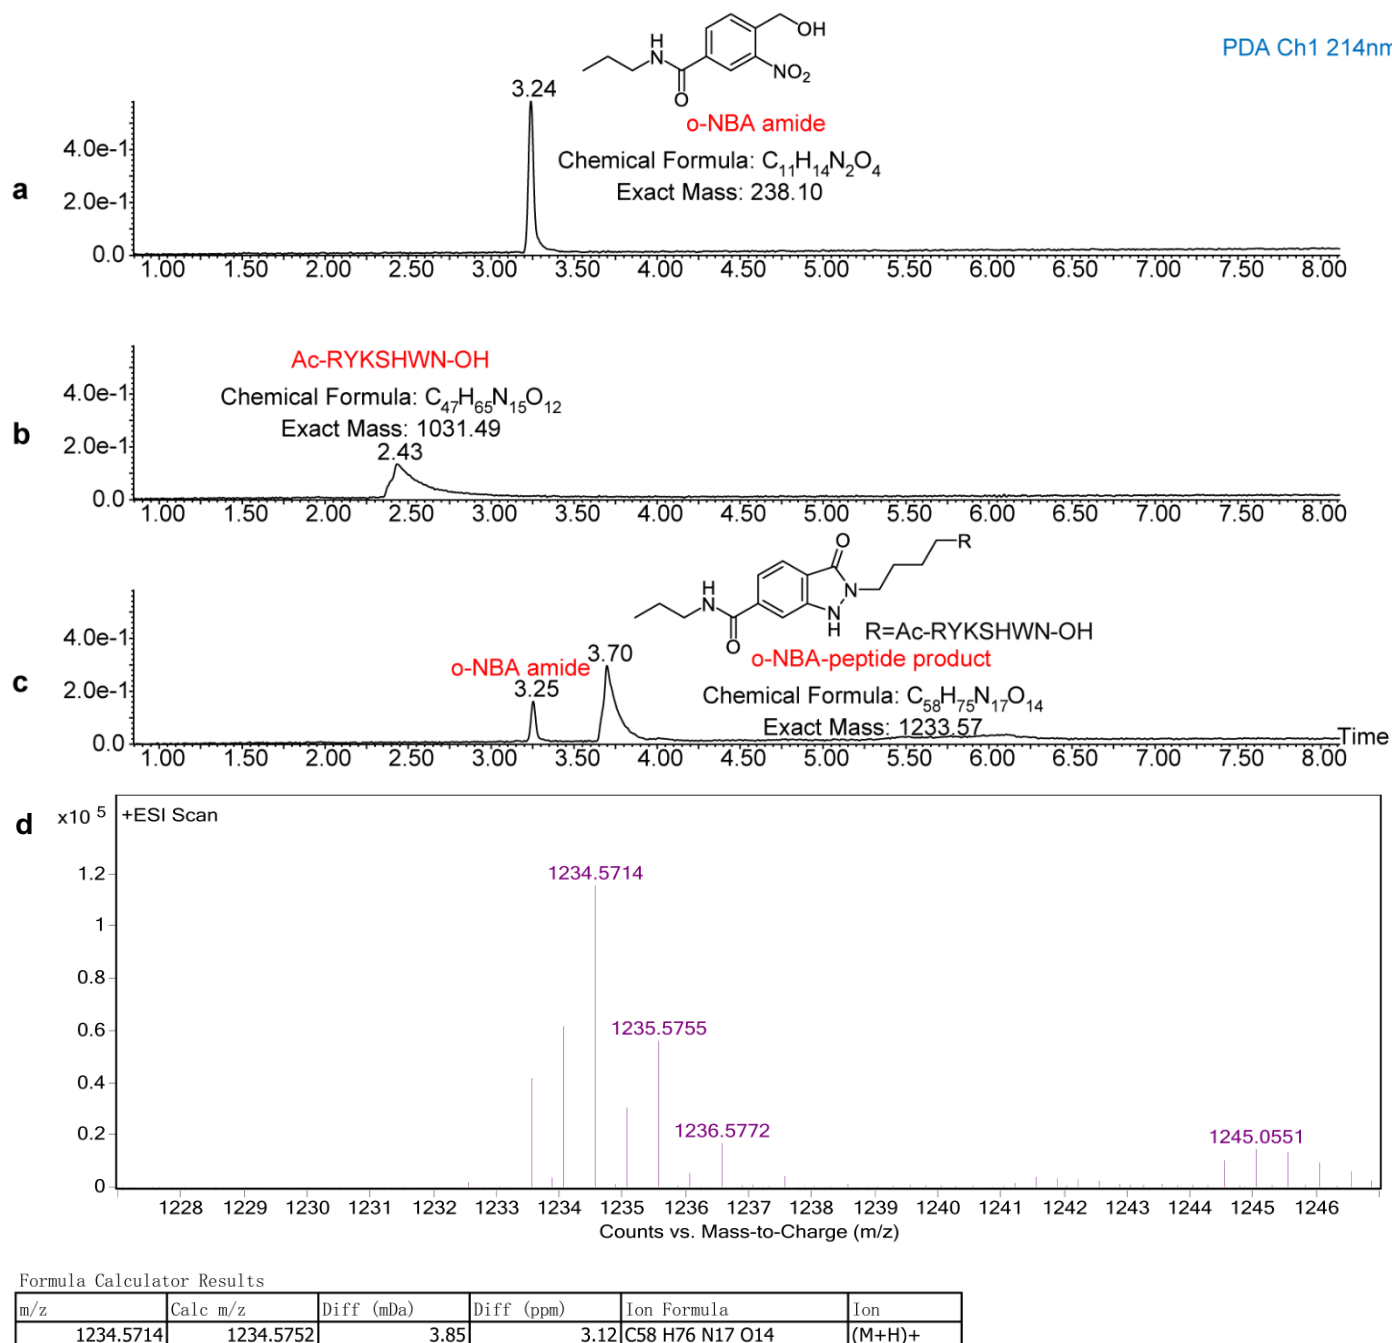 PDA Ch1 214nm
OH
H
N
O
NO2
3.24
o-NBA amide
Chemical Formula: C11H14N2O4
Exact Mass: 238.10
a
4.0e-1
2.0e-1
0.0
1.00 1.50 2.00 2.50 3.00 3.50 4.00 4.50 5.00 5.50 6.00 6.50 7.00 7.50 8.00
Ac-RYKSHWN-OH
Chemical Formula: C47H65N15O12
Exact Mass: 1031.49
2.43
b
4.0e-1
2.0e-1
0.0
1.00 1.50 2.00 2.50 3.00 3.50 4.00 4.50 5.00 5.50 6.00 6.50 7.00 7.50 8.00
O
R
H
N
N
N
H
O
R=Ac-RYKSHWN-OH
o-NBA amide
3.70
o-NBA-peptide product
3.25
Chemical Formula: C58H75N17O14
Exact Mass: 1233.57
c
4.0e-1
2.0e-1
0.0
Time
1.00 1.50 2.00 2.50 3.00 3.50 4.00 4.50 5.00 5.50 6.00 6.50 7.00 7.50 8.00
d
x10 5
+ESI Scan
1.2
1
0.8
0.6
0.4
0.2
0
1234.5714
1235.5755
1236.5772
1245.0551
1228 1229 1230 1231 1232 1233 1234 1235 1236 1237 1238 1239 1240 1241 1242 1243 1244 1245 1246
Counts vs. Mass-to-Charge (m/z)
Formula Calculator Results
m/z Calc m/z Diff (mDa) Diff (ppm) Ion Formula Ion
1234.5714 1234.5752 3.85 3.12 C58 H76 N17 O14 (M+H)+